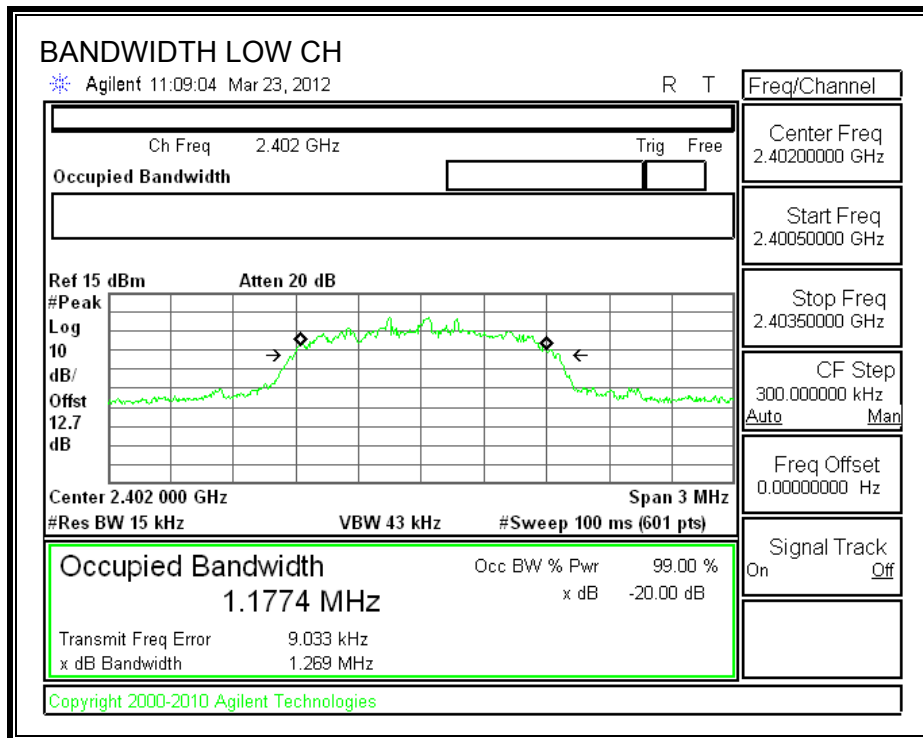 BANDWIDTH LOW CH
Agilent 11:09:04 Mar 23, 2012 R T
Freq/Channel
Ch Freq 2.402 GHz Trig Free
Occupied Bandwidth
Center Freq
2.40200000 GHz
Start Freq
2.40050000 GHz
Stop Freq
2.40350000 GHz
CF Step
300.000000 kHz
Auto Man
Freq Offset
0.00000000 Hz
Signal Track
On Off
Ref 15 dBm Atten 20 dB
#Peak
Log
10
dB/
Offst
12.7
dB
Center 2.402 000 GHz Span 3 MHz
#Res BW 15 kHz VBW 43 kHz #Sweep 100 ms (601 pts)
Occupied Bandwidth Occ BW % Pwr 99.00 %
1.1774 MHz x dB -20.00 dB
Transmit Freq Error 9.033 kHz
x dB Bandwidth 1.269 MHz
Copyright 2000-2010 Agilent Technologies